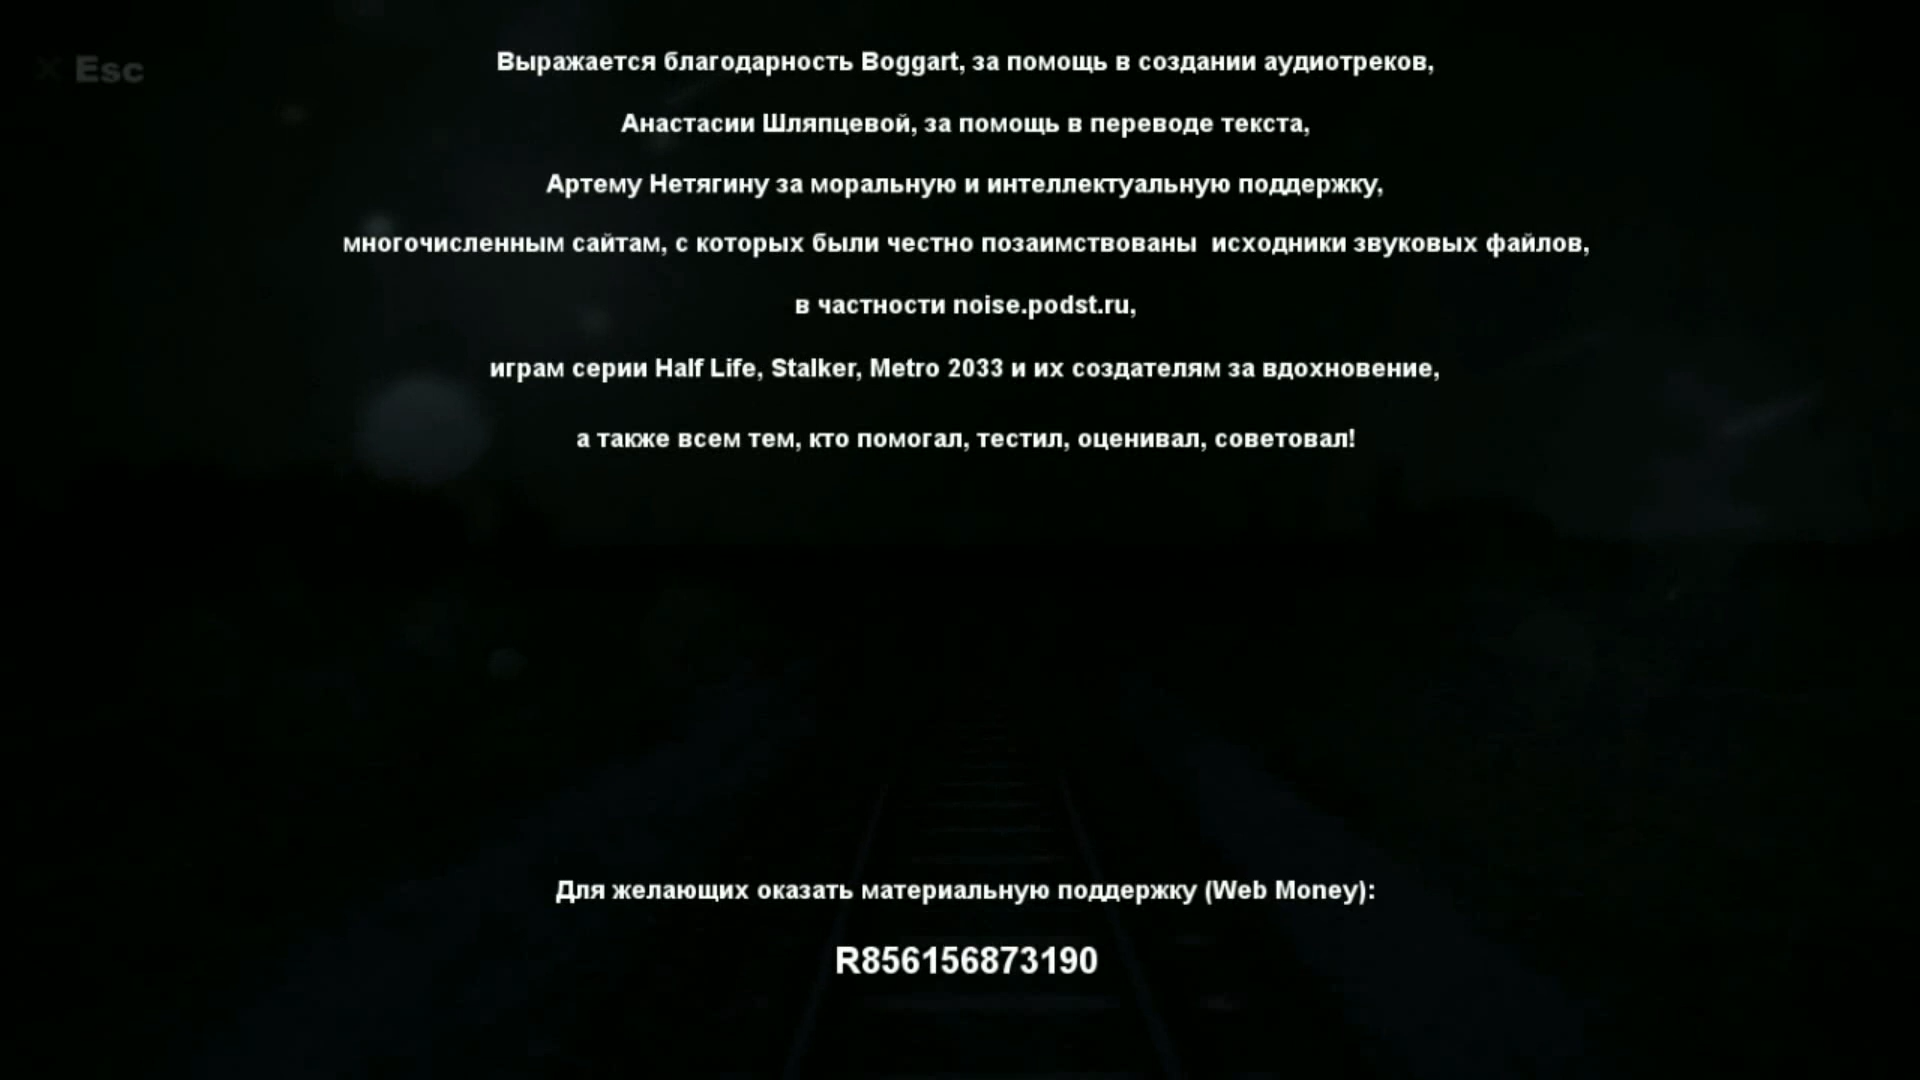 Esc
Выражается благодарность Boggart, за помощь в создании аудиотреков,
Анастасии Шляпцевой, за помощь в переводе текста,
Артему Нетягину за моральную и интеллектуальную поддержку,
многочисленным сайтам, с которых были честно позаимствованы исходники звуковых файлов,
в частности noise.podst.ru,
играм серии Half Life, Stalker, Metro 2033 и их создателям за вдохновение,
а также всем тем, кто помогал, тестил, оценивал, советовал!
Для желающих оказать материальную поддержку (Web Money):
R856156873190